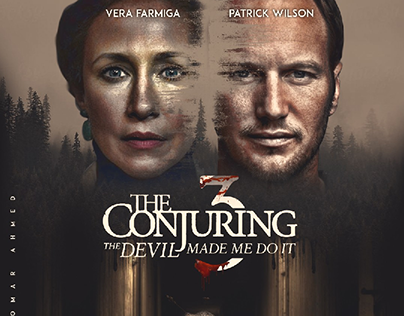 VERA FARMIGA PATRICK WILSON
THE
CONJURING
3
THE DEVIL MADE ME DO IT
OMAR AHMED